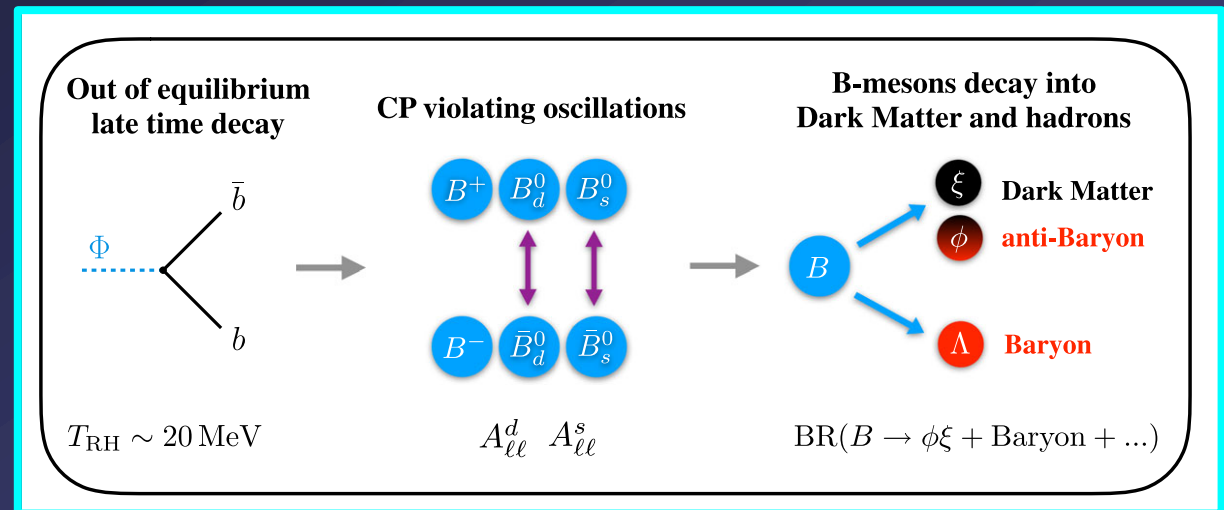 Out of equilibrium
late time decay
Φ
b̄
b
T_RH ∼ 20 MeV
CP violating oscillations
B⁺ B⁰_d B⁰_s
B⁻ B̄⁰_d B̄⁰_s
A^d_ℓℓ A^s_ℓℓ
B-mesons decay into
Dark Matter and hadrons
B
ξ Dark Matter
ϕ anti-Baryon
Λ Baryon
BR(B → ϕξ + Baryon + ...)